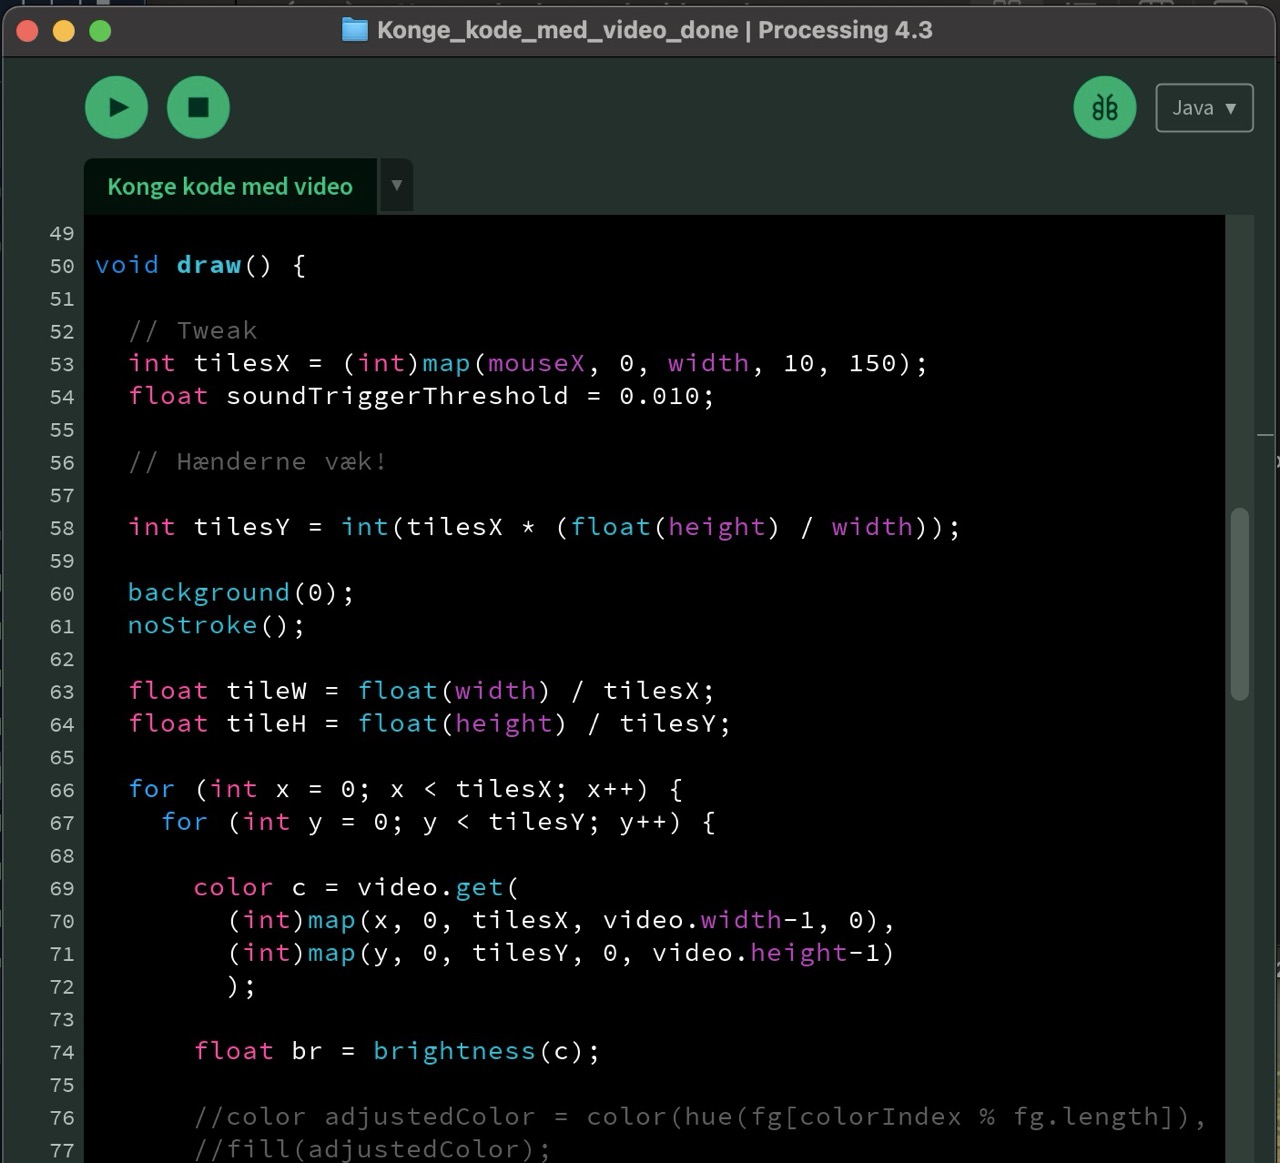 Konge_kode_med_video_done | Processing 4.3
Java ▼
Konge kode med video ▼
49
50 void draw() {
51
52 // Tweak
53 int tilesX = (int)map(mouseX, 0, width, 10, 150);
54 float soundTriggerThreshold = 0.010;
55
56 // Hænderne væk!
57
58 int tilesY = int(tilesX * (float(height) / width));
59
60 background(0);
61 noStroke();
62
63 float tileW = float(width) / tilesX;
64 float tileH = float(height) / tilesY;
65
66 for (int x = 0; x < tilesX; x++) {
67 for (int y = 0; y < tilesY; y++) {
68
69 color c = video.get(
70 (int)map(x, 0, tilesX, video.width-1, 0),
71 (int)map(y, 0, tilesY, 0, video.height-1)
72 );
73
74 float br = brightness(c);
75
76 //color adjustedColor = color(hue(fg[colorIndex % fg.length]),
77 //fill(adjustedColor);